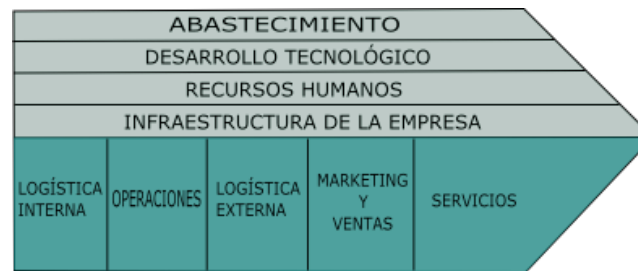 ABASTECIMIENTO
DESARROLLO TECNOLÓGICO
RECURSOS HUMANOS
INFRAESTRUCTURA DE LA EMPRESA
LOGÍSTICA
INTERNA
OPERACIONES
LOGÍSTICA
EXTERNA
MARKETING
Y
VENTAS
SERVICIOS